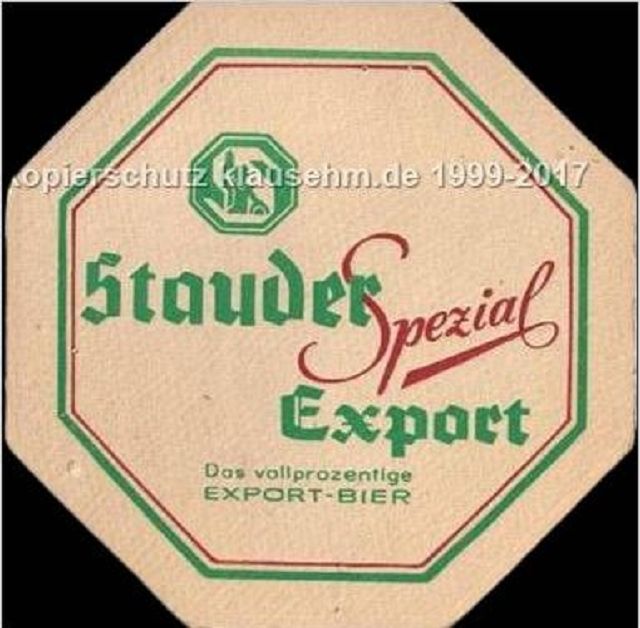 Kopierschutz klausehm.de 1999-2017
Stauder
Spezial
Export
Das vollprozentige
EXPORT-BIER